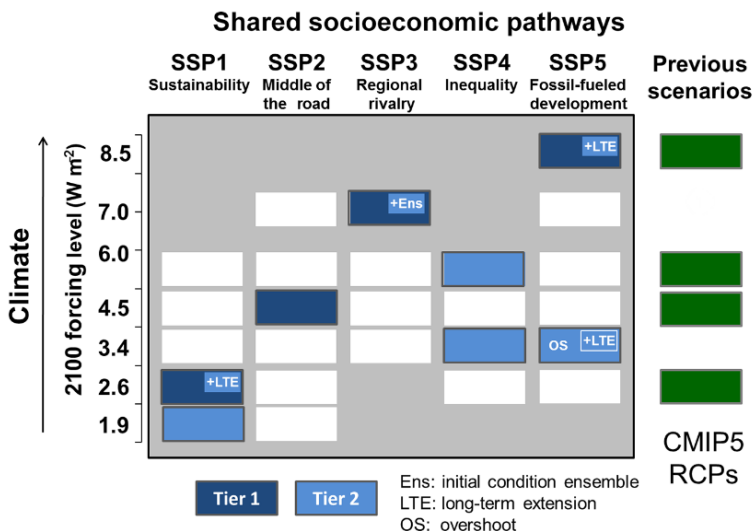 Shared socioeconomic pathways
SSP1 SSP2 SSP3 SSP4 SSP5 Previous scenarios
Sustainability Middle of the road Regional rivalry Inequality Fossil-fueled development
Climate
2100 forcing level (W m²)
8.5 +LTE
7.0 +Ens
6.0
4.5
3.4 OS +LTE
2.6 +LTE
1.9
CMIP5
RCPs
Tier 1 Tier 2
Ens: initial condition ensemble
LTE: long-term extension
OS: overshoot